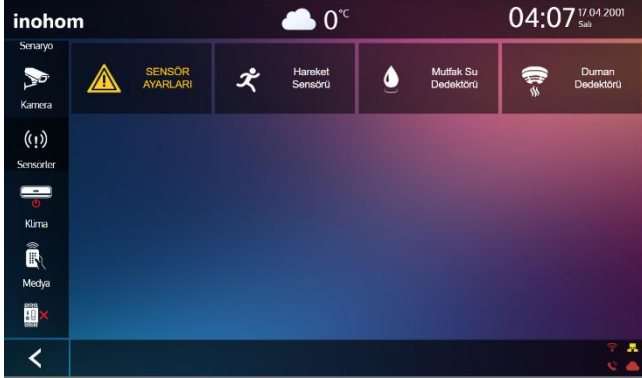 inohom
0°C
04:07
17.04.2001
Salı
Senaryo
Kamera
Sensörler
Klima
Medya
SENSÖR
AYARLARI
Hareket
Sensörü
Mutfak Su
Dedektörü
Duman
Dedektörü